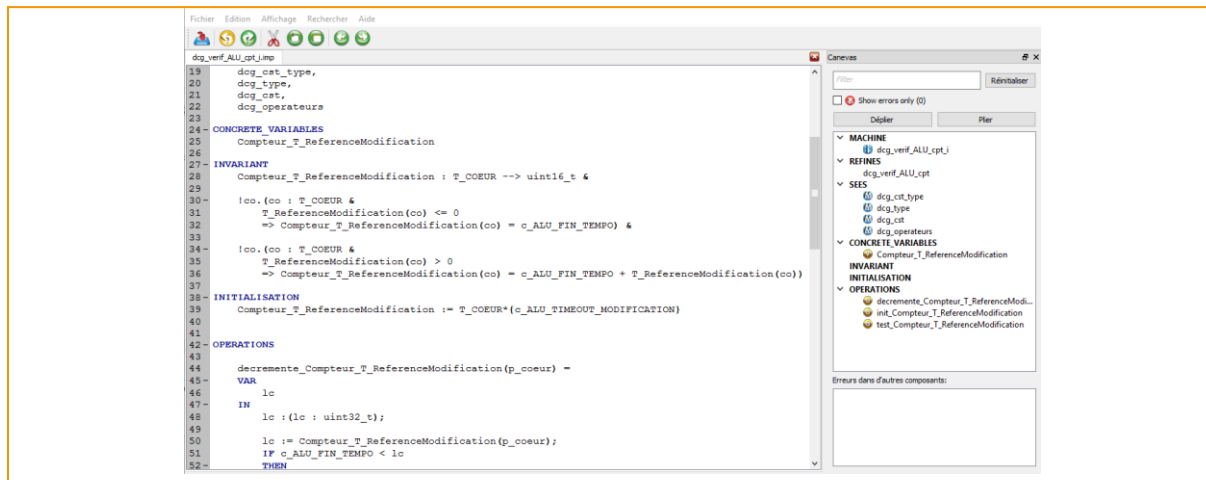 Fichier Edition Affichage Rechercher Aide
dcg_verif_ALU_cpt_i.imp
19 dcg_cst_type,
20 dcg_type,
21 dcg_cst,
22 dcg_operateurs
23
24 - CONCRETE_VARIABLES
25 Compteur_T_ReferenceModification
26
27 - INVARIANT
28 Compteur_T_ReferenceModification : T_COEUR --> uint16_t &
29
30 - !co.(co : T_COEUR &
31 T_ReferenceModification(co) <= 0
32 => Compteur_T_ReferenceModification(co) = c_ALU_FIN_TEMPO) &
33
34 - !co.(co : T_COEUR &
35 T_ReferenceModification(co) > 0
36 => Compteur_T_ReferenceModification(co) = c_ALU_FIN_TEMPO + T_ReferenceModification(co))
37
38 - INITIALISATION
39 Compteur_T_ReferenceModification := T_COEUR*{c_ALU_TIMEOUT_MODIFICATION}
40
41
42 - OPERATIONS
43
44 decremente_Compteur_T_ReferenceModification(p_coeur) =
45 - VAR
46 lc
47 - IN
48 lc :(lc : uint32_t);
49
50 lc := Compteur_T_ReferenceModification(p_coeur);
51 IF c_ALU_FIN_TEMPO < lc
52 - THEN
Canevas
Filter Réinitialiser
Show errors only (0)
Déplier Plier
MACHINE
dcg_verif_ALU_cpt_i
REFINES
dcg_verif_ALU_cpt
SEES
dcg_cst_type
dcg_type
dcg_cst
dcg_operateurs
CONCRETE_VARIABLES
Compteur_T_ReferenceModification
INVARIANT
INITIALISATION
OPERATIONS
decremente_Compteur_T_ReferenceModi...
init_Compteur_T_ReferenceModification
test_Compteur_T_ReferenceModification
Erreurs dans d'autres composants: